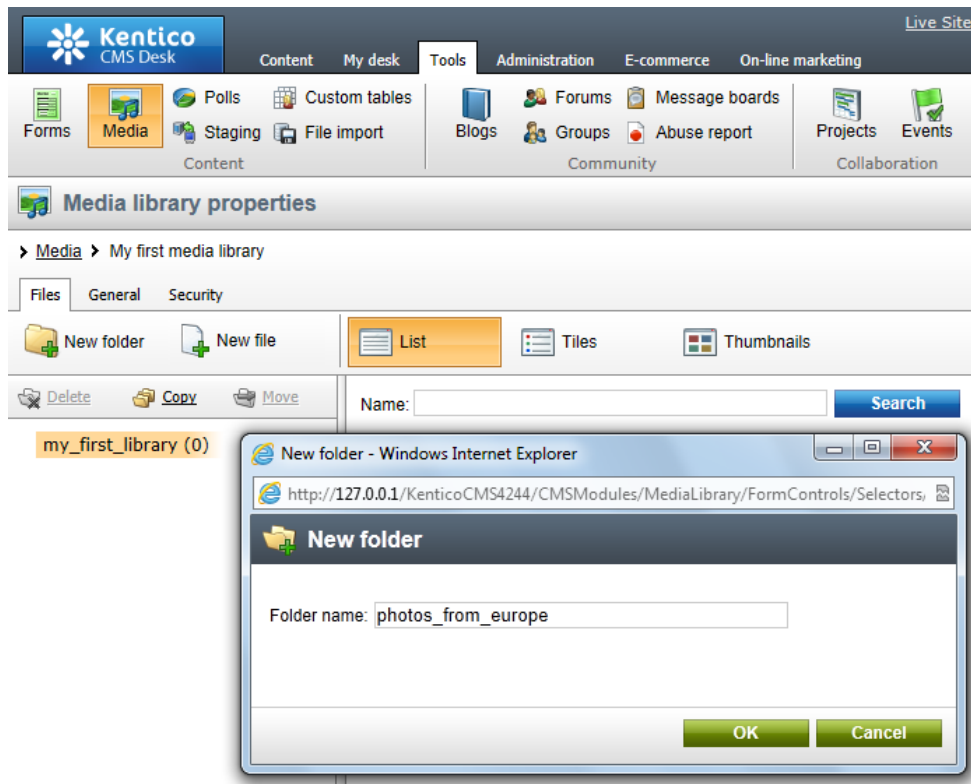 Live Site
Kentico
CMS Desk
Content My desk Tools Administration E-commerce On-line marketing
Forms Media Polls Custom tables Blogs Forums Message boards Projects Events
Staging File import Groups Abuse report
Content Community Collaboration
Media library properties
Media My first media library
Files General Security
New folder New file List Tiles Thumbnails
Delete Copy Move Name: Search
my_first_library (0)
New folder - Windows Internet Explorer
http://127.0.0.1/KenticoCMS4244/CMSModules/MediaLibrary/FormControls/Selectors/
New folder
Folder name: photos_from_europe
OK Cancel